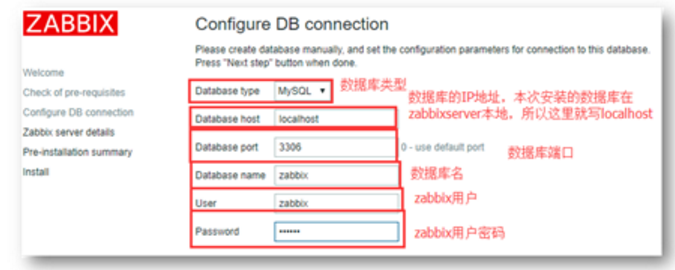 ZABBIX
Configure DB connection
Please create database manually, and set the configuration parameters for connection to this database.
Press "Next step" button when done.
Welcome
Check of pre-requisites
Configure DB connection
Zabbix server details
Pre-installation summary
Install
Database type MySQL 数据库类型
数据库的IP地址，本次安装的数据库在
zabbixserver本地，所以这里就写localhost
Database host localhost
Database port 3306 0 - use default port 数据库端口
Database name zabbix 数据库名
User zabbix zabbix用户
Password •••••• zabbix用户密码